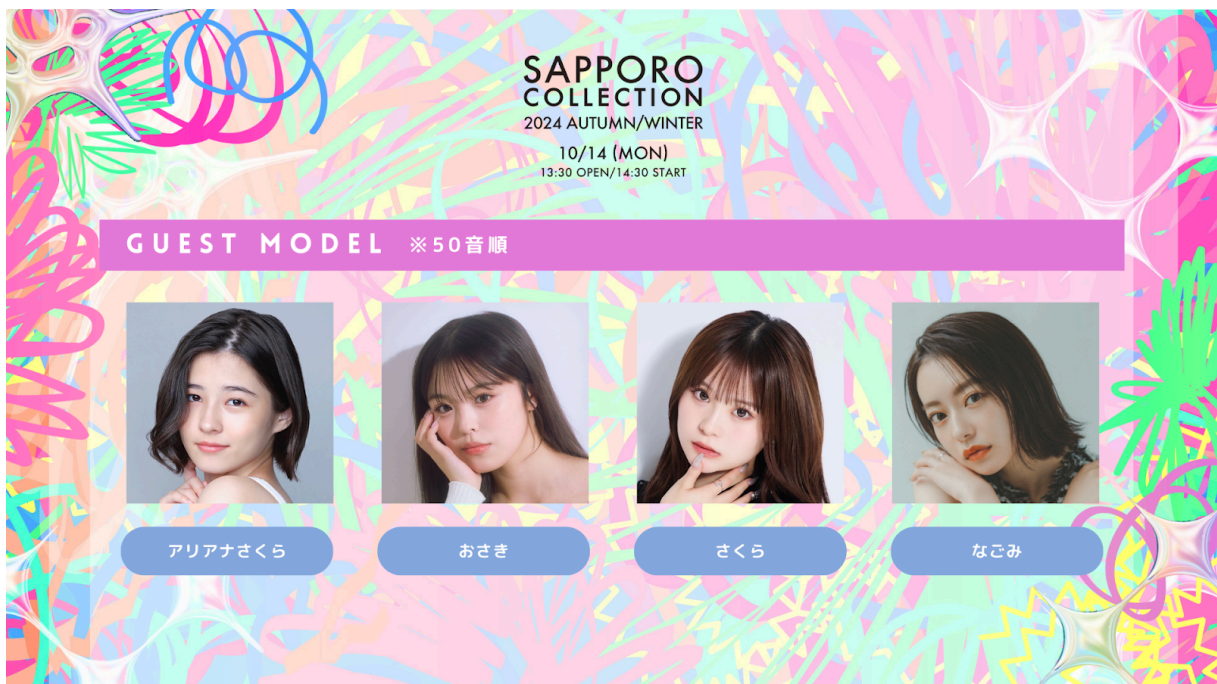 SAPPORO
COLLECTION
2024 AUTUMN/WINTER
10/14 (MON)
13:30 OPEN/14:30 START
GUEST MODEL ※50音順
アリアナさくら
おさき
さくら
なごみ